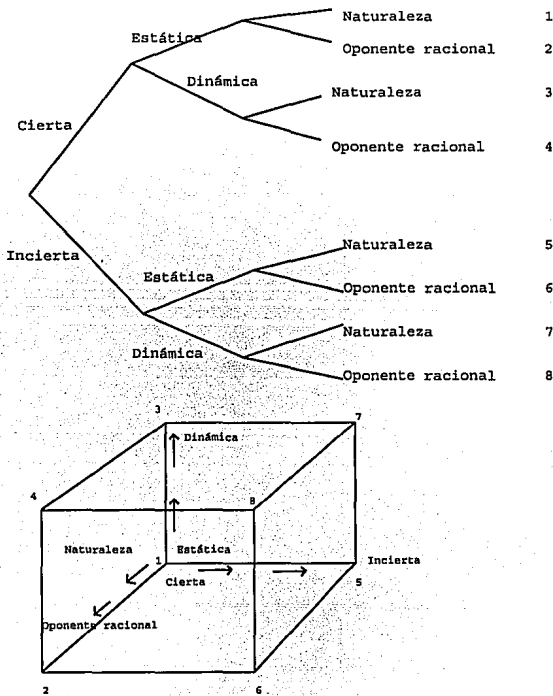 Naturaleza 1
Estática
Oponente racional 2
Dinámica
Naturaleza 3
Cierta
Oponente racional 4
Naturaleza 5
Incierta
Estática
Oponente racional 6
Naturaleza 7
Dinámica
Oponente racional 8
3
7
Dinámica
4
8
Naturaleza
Estática
Incierta
1
Cierta
5
Oponente racional
2
6